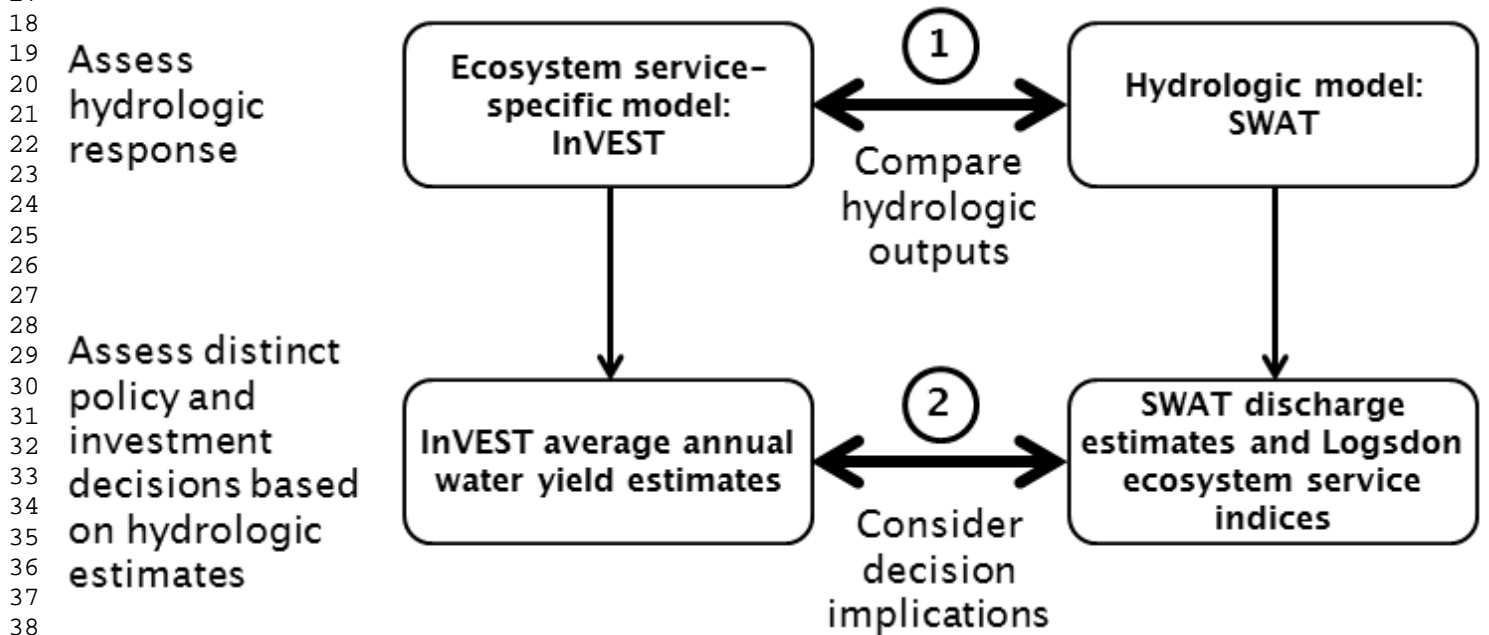 18
19
20
21
22
23
24
25
26
27
28
29
30
31
32
33
34
35
36
37
38
Assess
hydrologic
response
Ecosystem service-
specific model:
InVEST
1
Compare
hydrologic
outputs
Hydrologic model:
SWAT
Assess distinct
policy and
investment
decisions based
on hydrologic
estimates
InVEST average annual
water yield estimates
2
Consider
decision
implications
SWAT discharge
estimates and Logsdon
ecosystem service
indices